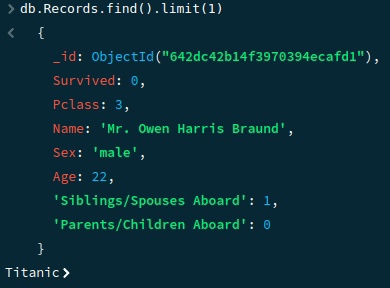 > db.Records.find().limit(1)
< {
_id: ObjectId("642dc42b14f3970394ecafd1"),
Survived: 0,
Pclass: 3,
Name: 'Mr. Owen Harris Braund',
Sex: 'male',
Age: 22,
'Siblings/Spouses Aboard': 1,
'Parents/Children Aboard': 0
}
Titanic>